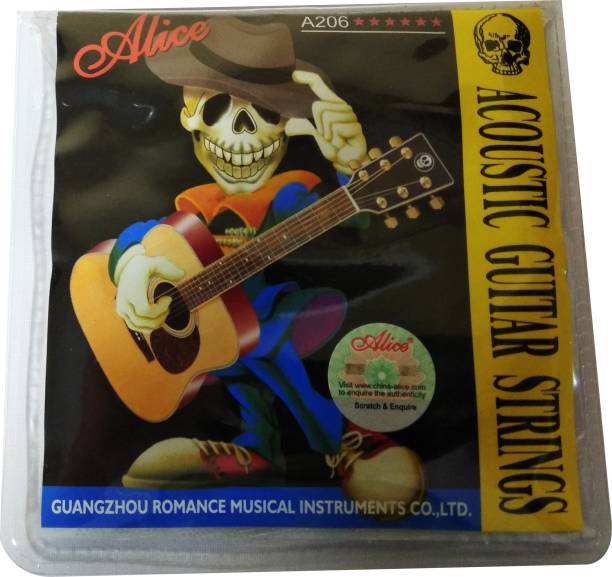 Alice
A206 ★★★★★★
ACOUSTIC GUITAR STRINGS
Alice®
Visit www.china-alice.com
to enquire the authenticity
Scratch & Enquire
GUANGZHOU ROMANCE MUSICAL INSTRUMENTS CO.,LTD.